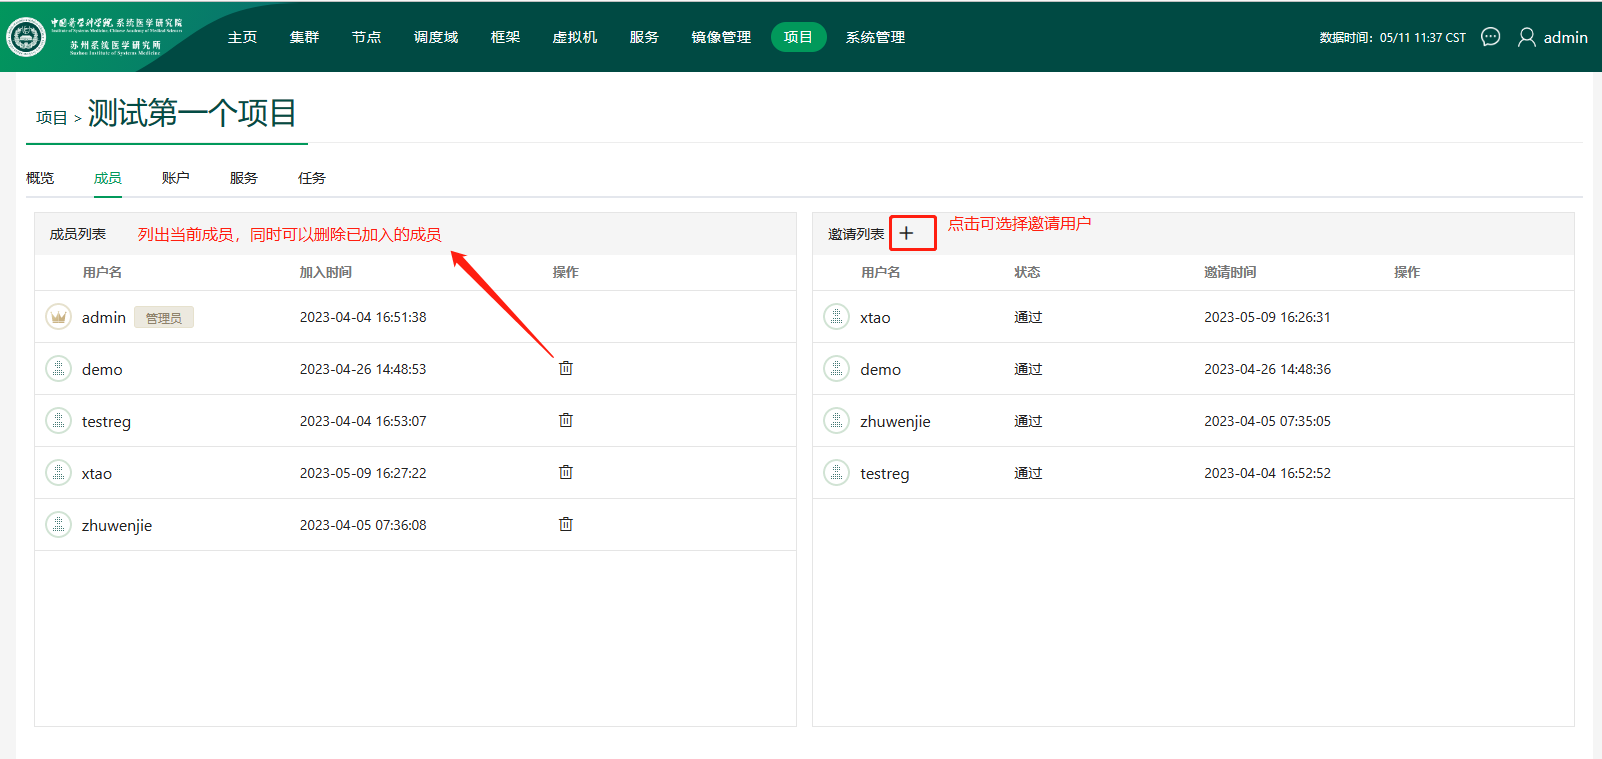 中国医学科学院 系统医学研究院
Institute of Systems Medicine, Chinese Academy of Medical Sciences
苏州系统医学研究所
Suzhou Institute of Systems Medicine
主页 集群 节点 调度域 框架 虚拟机 服务 镜像管理 项目 系统管理 数据时间：05/11 11:37 CST admin
项目 > 测试第一个项目
概览 成员 账户 服务 任务
成员列表 列出当前成员，同时可以删除已加入的成员
用户名 加入时间 操作
admin 管理员 2023-04-04 16:51:38
demo 2023-04-26 14:48:53
testreg 2023-04-04 16:53:07
xtao 2023-05-09 16:27:22
zhuwenjie 2023-04-05 07:36:08
邀请列表 + 点击可选择邀请用户
用户名 状态 邀请时间 操作
xtao 通过 2023-05-09 16:26:31
demo 通过 2023-04-26 14:48:36
zhuwenjie 通过 2023-04-05 07:35:05
testreg 通过 2023-04-04 16:52:52